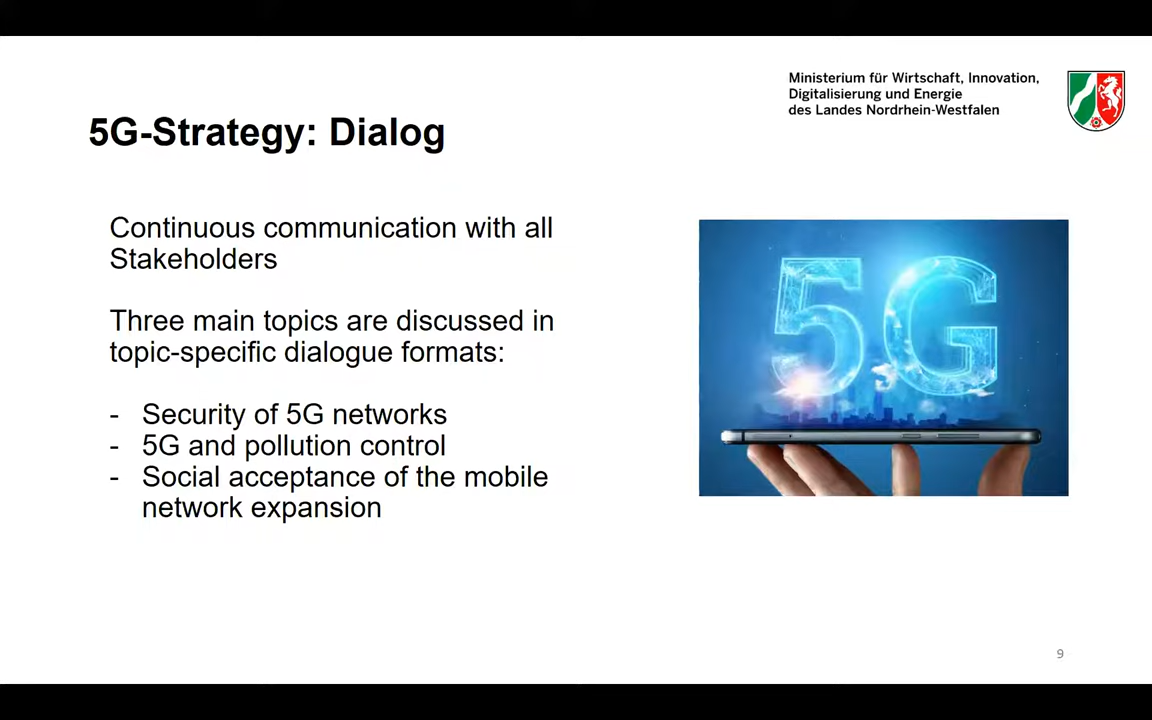 Ministerium für Wirtschaft, Innovation,
Digitalisierung und Energie
des Landes Nordrhein-Westfalen
5G-Strategy: Dialog
Continuous communication with all
Stakeholders
Three main topics are discussed in
topic-specific dialogue formats:
- Security of 5G networks
- 5G and pollution control
- Social acceptance of the mobile
network expansion
5G
9